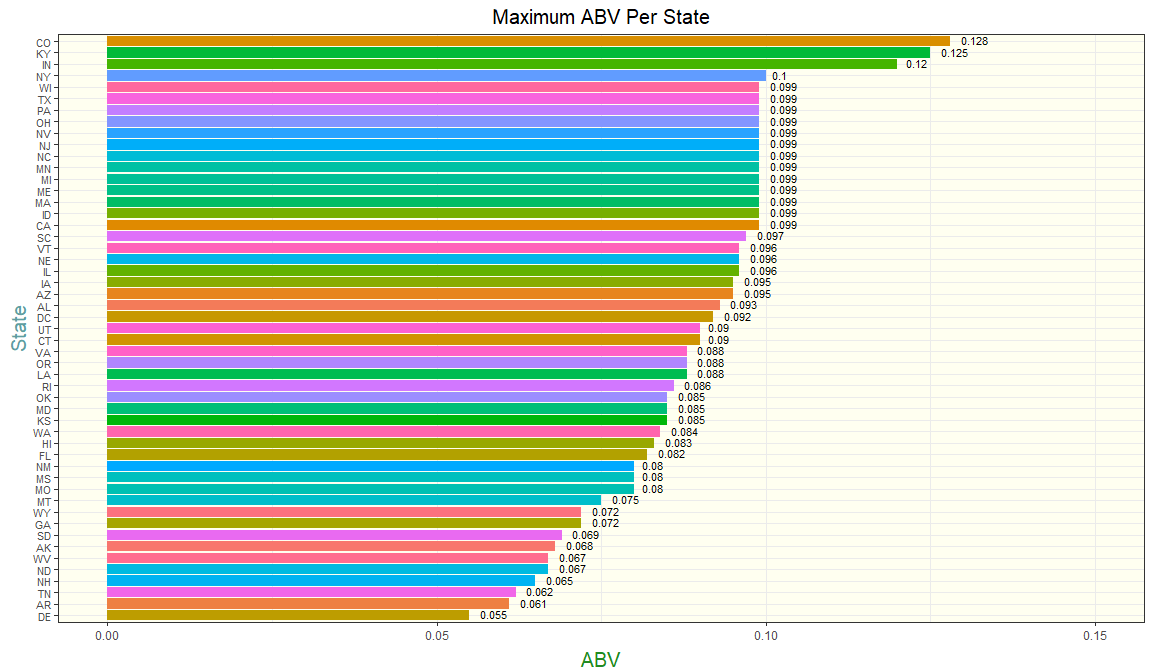 Maximum ABV Per State
CO 0.128
KY 0.125
IN 0.12
NY 0.1
WI 0.099
TX 0.099
PA 0.099
OH 0.099
NV 0.099
NJ 0.099
NC 0.099
MN 0.099
MI 0.099
ME 0.099
MA 0.099
ID 0.099
CA 0.099
SC 0.097
VT 0.096
NE 0.096
IL 0.096
IA 0.095
AZ 0.095
AL 0.093
DC 0.092
UT 0.09
CT 0.09
VA 0.088
OR 0.088
LA 0.088
RI 0.086
OK 0.085
MD 0.085
KS 0.085
WA 0.084
HI 0.083
FL 0.082
NM 0.08
MS 0.08
MO 0.08
MT 0.075
WY 0.072
GA 0.072
SD 0.069
AK 0.068
WV 0.067
ND 0.067
NH 0.065
TN 0.062
AR 0.061
DE 0.055
State
0.00 0.05 0.10 0.15
ABV